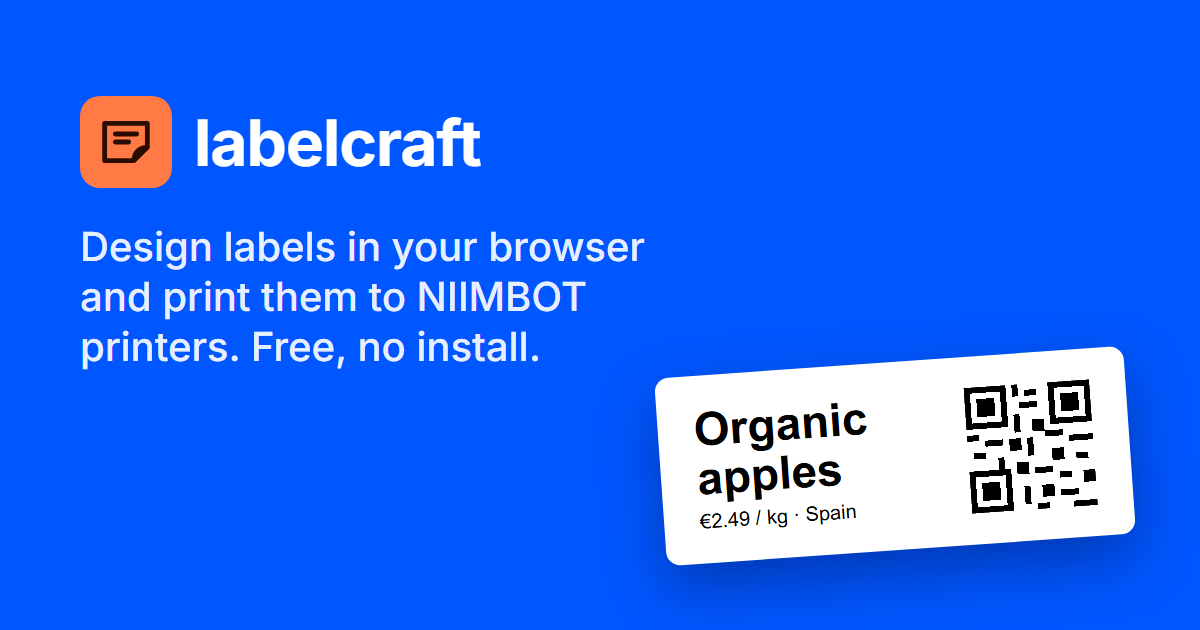 labelcraft
Design labels in your browser
and print them to NIIMBOT
printers. Free, no install.
Organic
apples
€2.49 / kg · Spain